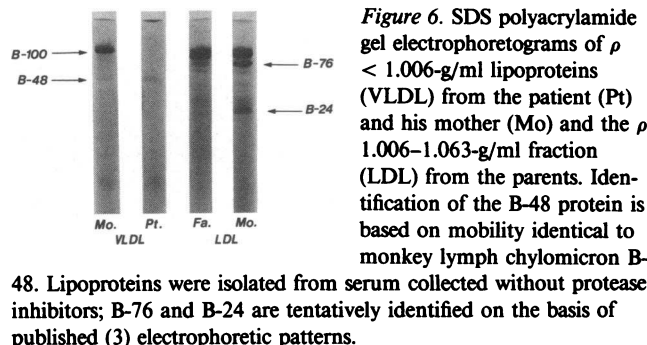 B-100
B-48
B-76
B-24
Mo. Pt. Fa. Mo.
VLDL LDL
Figure 6. SDS polyacrylamide
gel electrophoretograms of ρ
< 1.006-g/ml lipoproteins
(VLDL) from the patient (Pt)
and his mother (Mo) and the ρ
1.006–1.063-g/ml fraction
(LDL) from the parents. Iden-
tification of the B-48 protein is
based on mobility identical to
monkey lymph chylomicron B-
48. Lipoproteins were isolated from serum collected without protease
inhibitors; B-76 and B-24 are tentatively identified on the basis of
published (3) electrophoretic patterns.